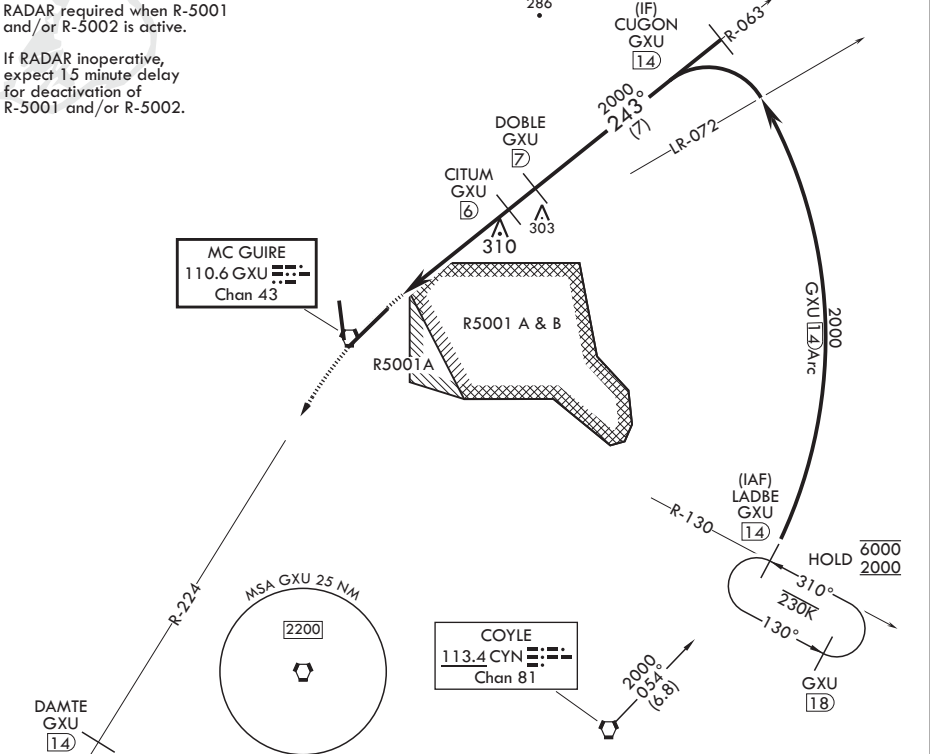 RADAR required when R-5001
and/or R-5002 is active.
If RADAR inoperative,
expect 15 minute delay
for deactivation of
R-5001 and/or R-5002.
286
(IF)
CUGON
GXU
14
R-063
2000
243°
(7)
LR-072
DOBLE
GXU
7
CITUM
GXU
6
303
310
MC GUIRE
110.6 GXU
Chan 43
R5001 A & B
R5001A
GXU 14 Arc
2000
(IAF)
LADBE
GXU
14
R-130
HOLD 6000
2000
310°
230K
130°
GXU
18
R-224
MSA GXU 25 NM
2200
COYLE
113.4 CYN
Chan 81
2000
054°
(6.8)
DAMTE
GXU
14